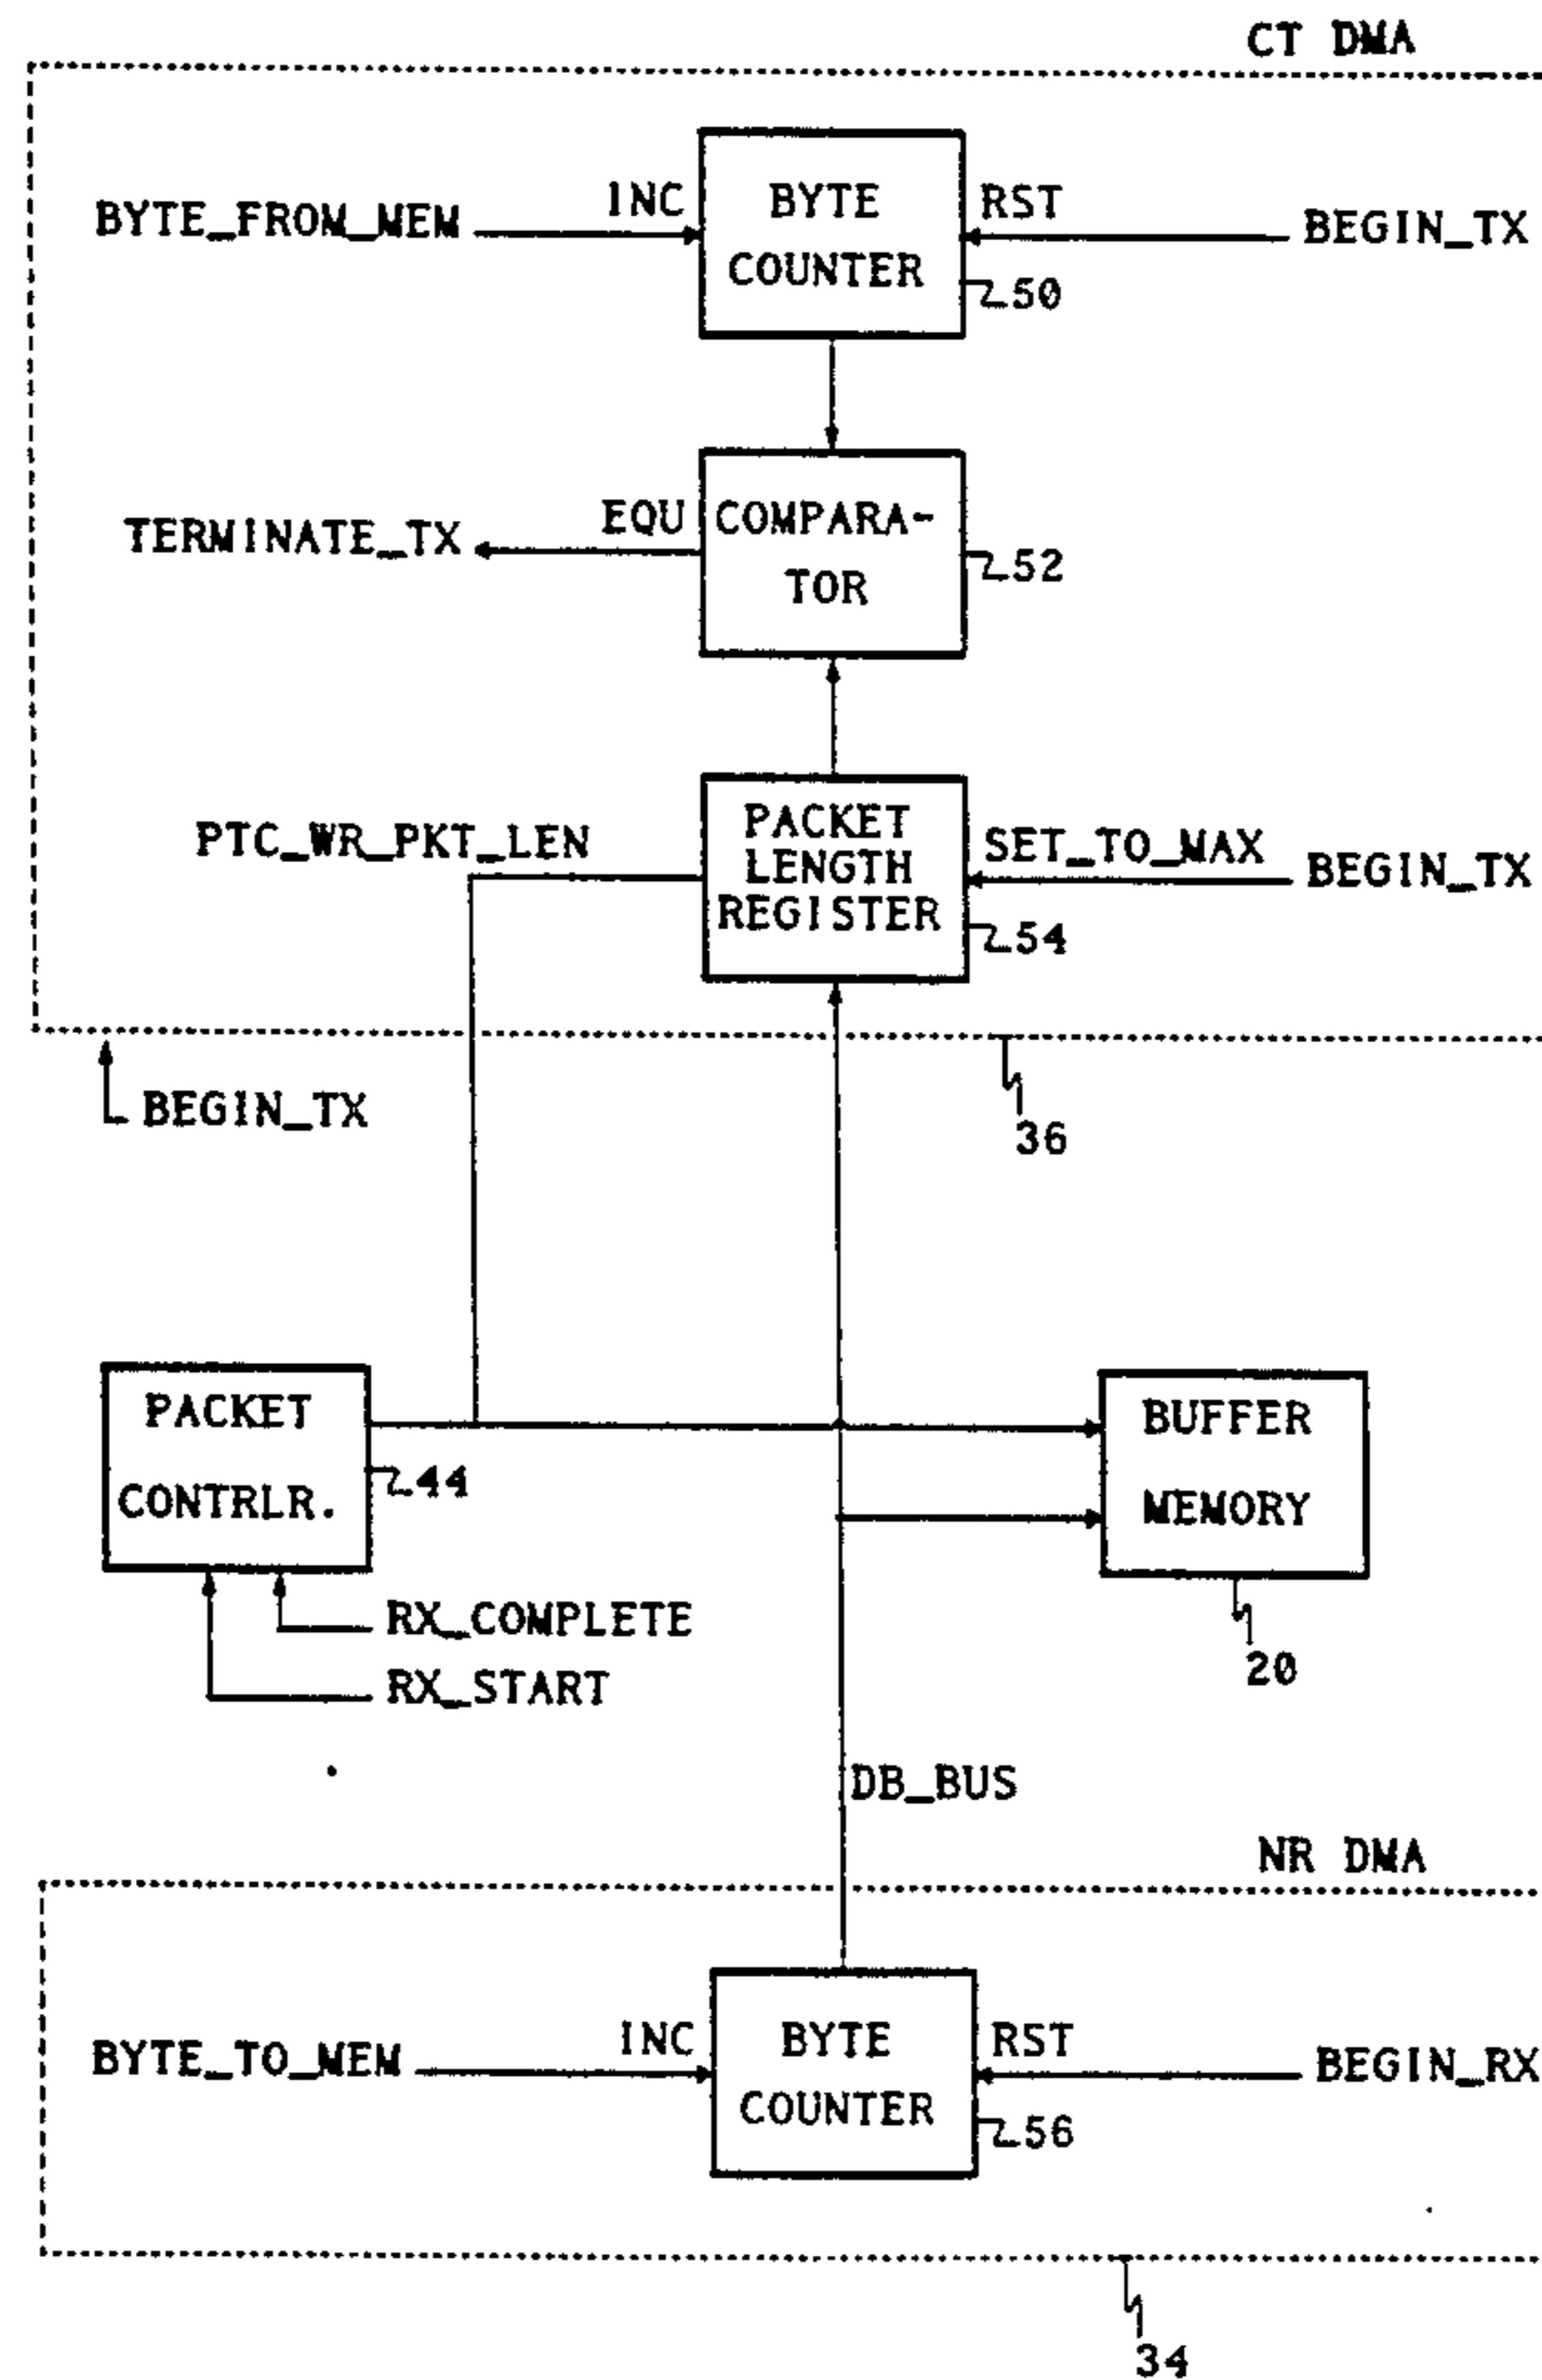 CT DMA
BYTE_FROM_MEM
INC
BYTE
COUNTER
RST
BEGIN_TX
50
TERMINATE_TX
EQU
COMPARA-
TOR
52
PTC_WR_PKT_LEN
PACKET
LENGTH
REGISTER
SET_TO_MAX
BEGIN_TX
54
BEGIN_TX
36
PACKET
CONTRLR.
44
BUFFER
MEMORY
RX_COMPLETE
RX_START
20
DB_BUS
NR DMA
BYTE_TO_MEM
INC
BYTE
COUNTER
RST
BEGIN_RX
56
34